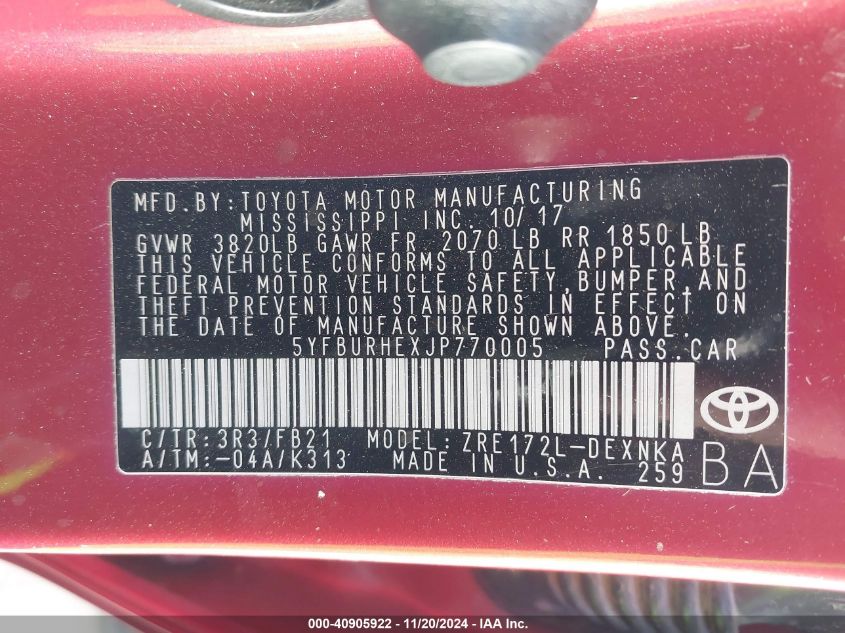 MFD.BY:TOYOTA MOTOR MANUFACTURING
MISSISSIPPI INC. 10/17
GVWR 3820LB GAWR FR 2070 LB RR 1850 LB
THIS VEHICLE CONFORMS TO ALL APPLICABLE
FEDERAL MOTOR VEHICLE SAFETY,BUMPER,AND
THEFT PREVENTION STANDARDS IN EFFECT ON
THE DATE OF MANUFACTURE SHOWN ABOVE.
5YFBURHEXJP770005 PASS.CAR
C/TR:3R3/FB21 MODEL:ZRE172L-DEXNKA
A/TM:-04A/K313 MADE IN U.S.A. 259 BA
000-40905922 - 11/20/2024 - IAA Inc.